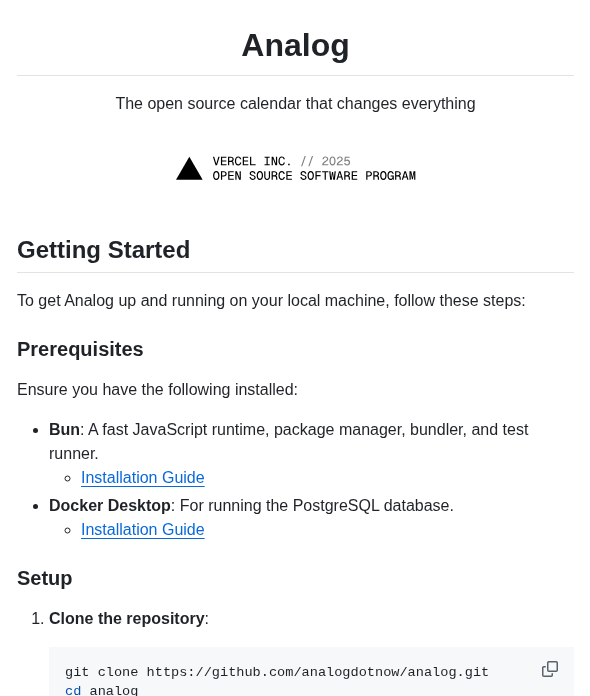 Analog
The open source calendar that changes everything
VERCEL INC. // 2025
OPEN SOURCE SOFTWARE PROGRAM
Getting Started
To get Analog up and running on your local machine, follow these steps:
Prerequisites
Ensure you have the following installed:
Bun: A fast JavaScript runtime, package manager, bundler, and test
runner.
Installation Guide
Docker Desktop: For running the PostgreSQL database.
Installation Guide
Setup
1. Clone the repository:
git clone https://github.com/analogdotnow/analog.git
cd analog